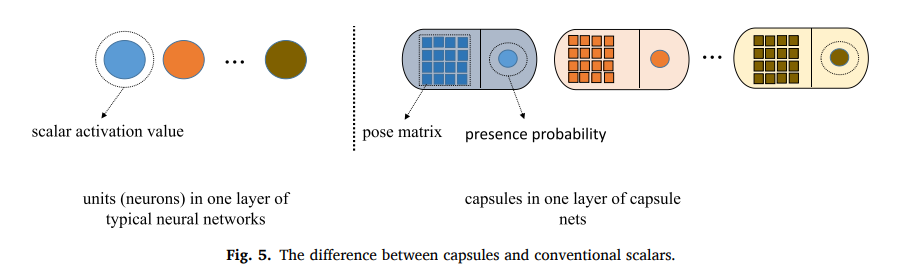 scalar activation value
pose matrix
presence probability
units (neurons) in one layer of
typical neural networks
capsules in one layer of capsule
nets
Fig. 5. The difference between capsules and conventional scalars.